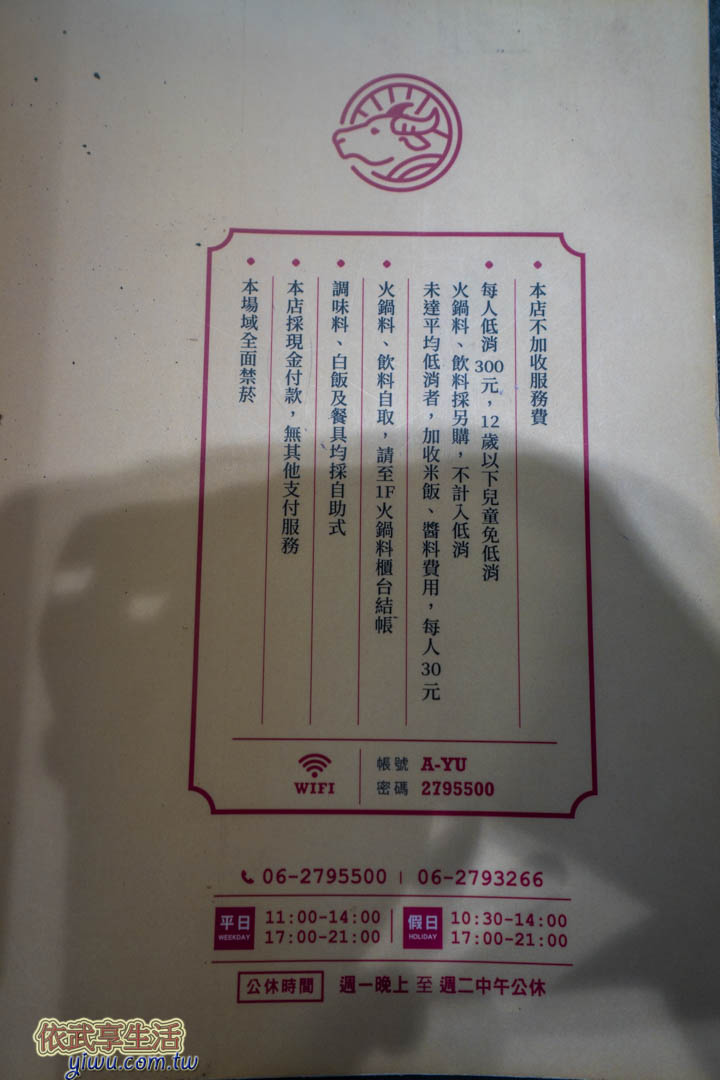 本店不加收服務費
每人低消300元，12歲以下兒童免低消
火鍋料、飲料採另購，不計入低消
未達平均低消者，加收米飯、醬料費用，每人30元
火鍋料、飲料自取，請至1F火鍋料櫃台結帳
調味料、白飯及餐具均採自助式
本店採現金付款，無其他支付服務
本場域全面禁菸
WIFI
帳號 A-YU
密碼 2795500
06-2795500 | 06-2793266
平日 WEEKDAY 11:00-14:00 17:00-21:00
假日 HOLIDAY 10:30-14:00 17:00-21:00
公休時間 週一晚上 至 週二中午公休
依武享生活
yiwu.com.tw